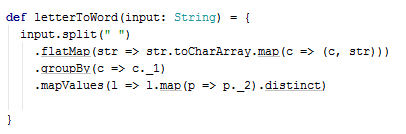 def letterToWord(input: String) = {
  input.split(" ")
    .flatMap(str => str.toCharArray.map(c => (c, str)))
    .groupBy(c => c._1)
    .mapValues(l => l.map(p => p._2).distinct)
}